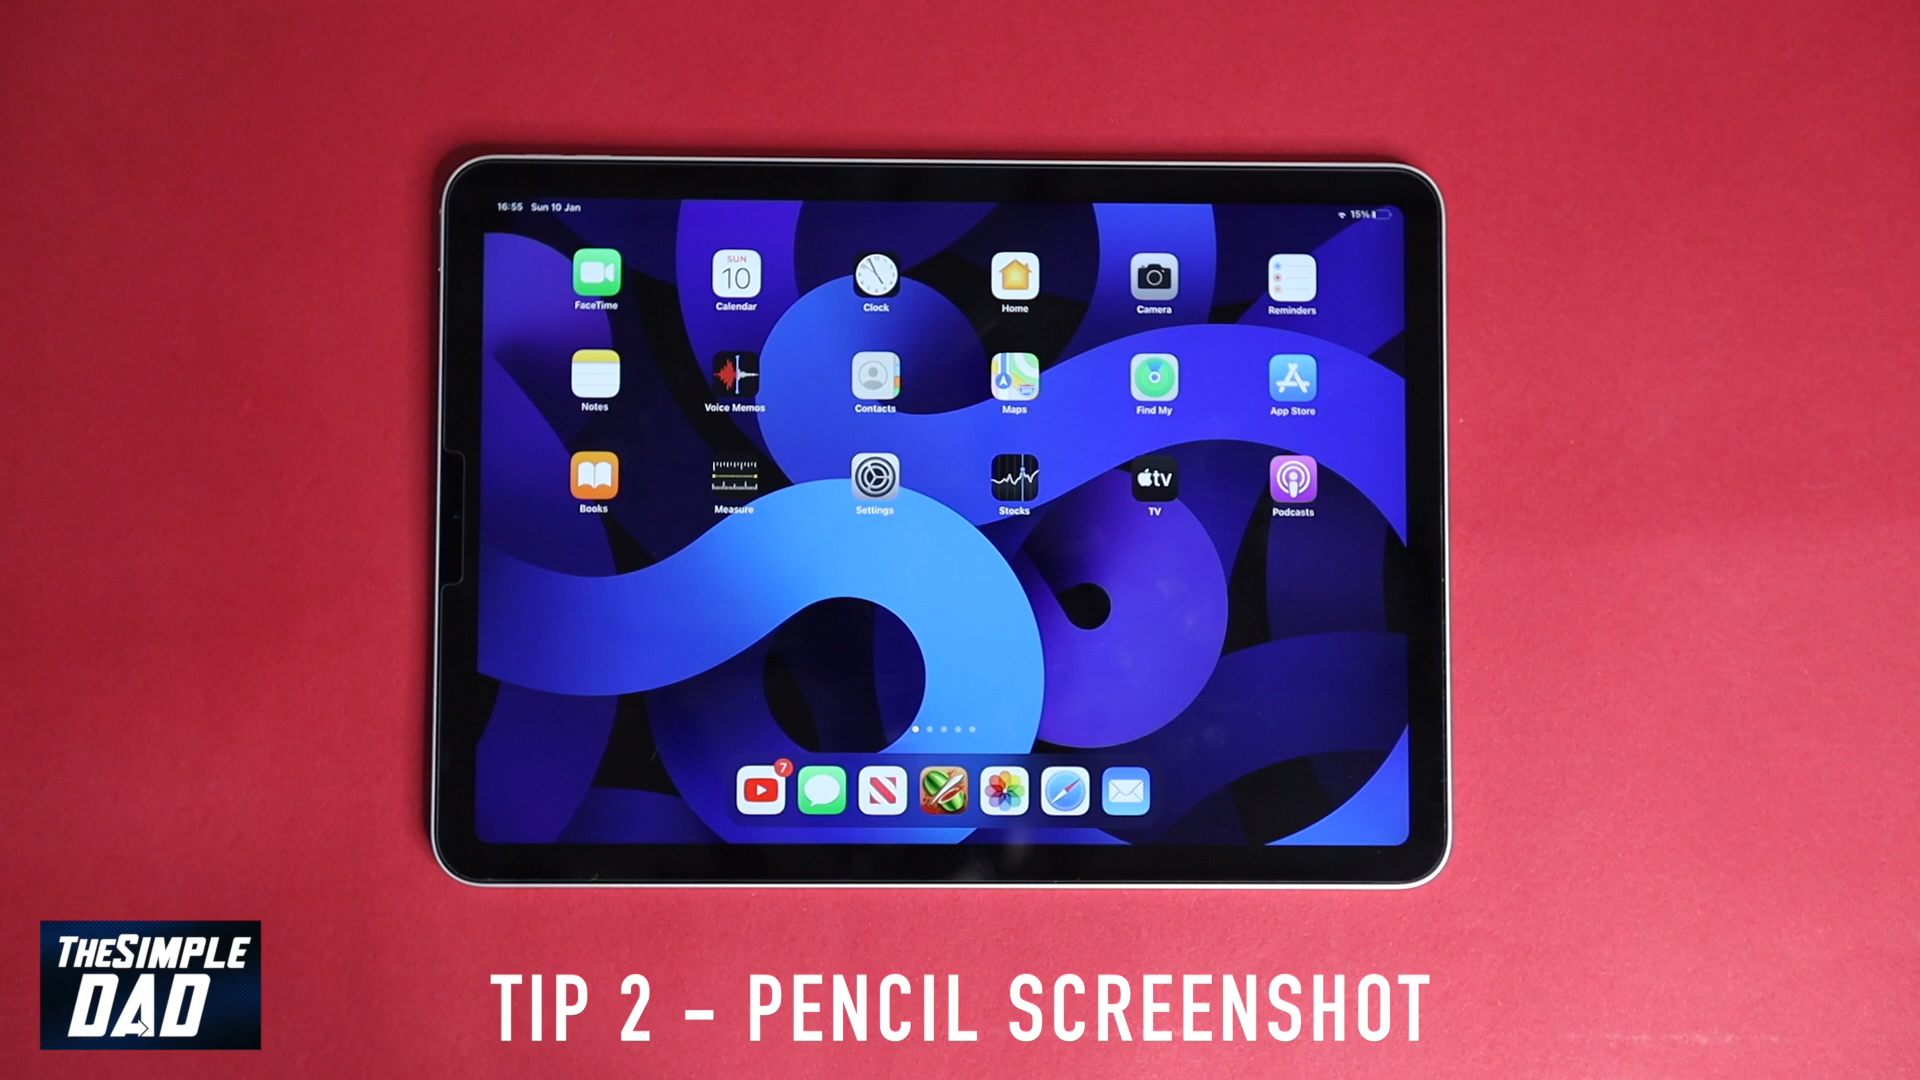 16:55 Sun 10 Jan
15%
SUN
10
FaceTime
Calendar
Clock
Home
Camera
Reminders
Notes
Voice Memos
Contacts
Maps
Find My
App Store
tv
Books
Measure
Settings
Stocks
TV
Podcasts
7
THESIMPLE
DAD
TIP 2 - PENCIL SCREENSHOT